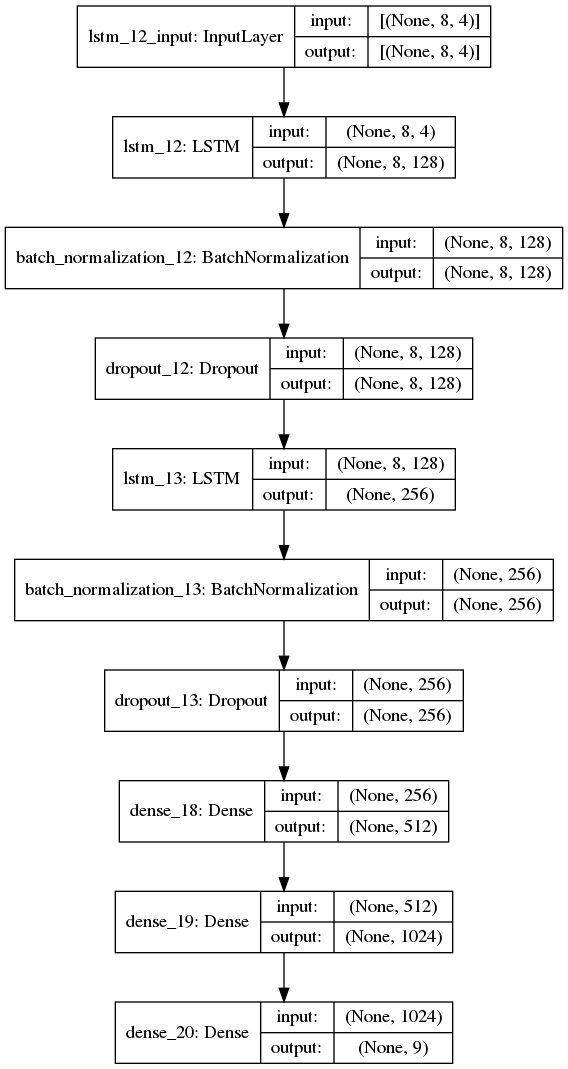 lstm_12_input: InputLayer
input: [(None, 8, 4)]
output: [(None, 8, 4)]
lstm_12: LSTM
input: (None, 8, 4)
output: (None, 8, 128)
batch_normalization_12: BatchNormalization
input: (None, 8, 128)
output: (None, 8, 128)
dropout_12: Dropout
input: (None, 8, 128)
output: (None, 8, 128)
lstm_13: LSTM
input: (None, 8, 128)
output: (None, 256)
batch_normalization_13: BatchNormalization
input: (None, 256)
output: (None, 256)
dropout_13: Dropout
input: (None, 256)
output: (None, 256)
dense_18: Dense
input: (None, 256)
output: (None, 512)
dense_19: Dense
input: (None, 512)
output: (None, 1024)
dense_20: Dense
input: (None, 1024)
output: (None, 9)